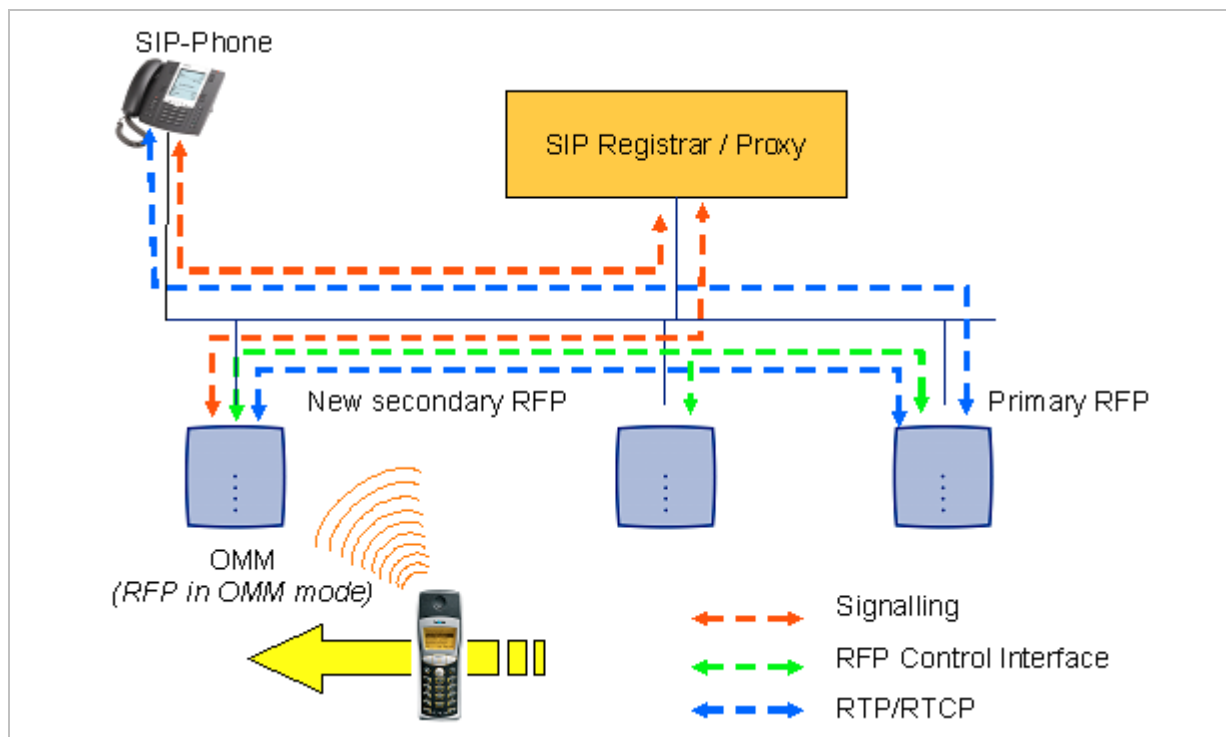 SIP-Phone
SIP Registrar / Proxy
New secondary RFP
Primary RFP
OMM
(RFP in OMM mode)
Signalling
RFP Control Interface
RTP/RTCP